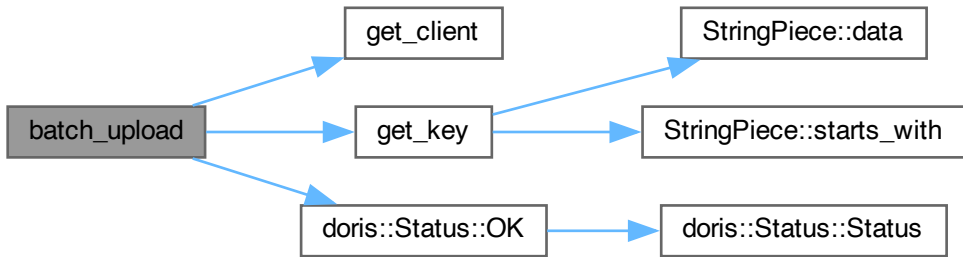 batch_upload
get_client
get_key
StringPiece::data
StringPiece::starts_with
doris::Status::OK
doris::Status::Status